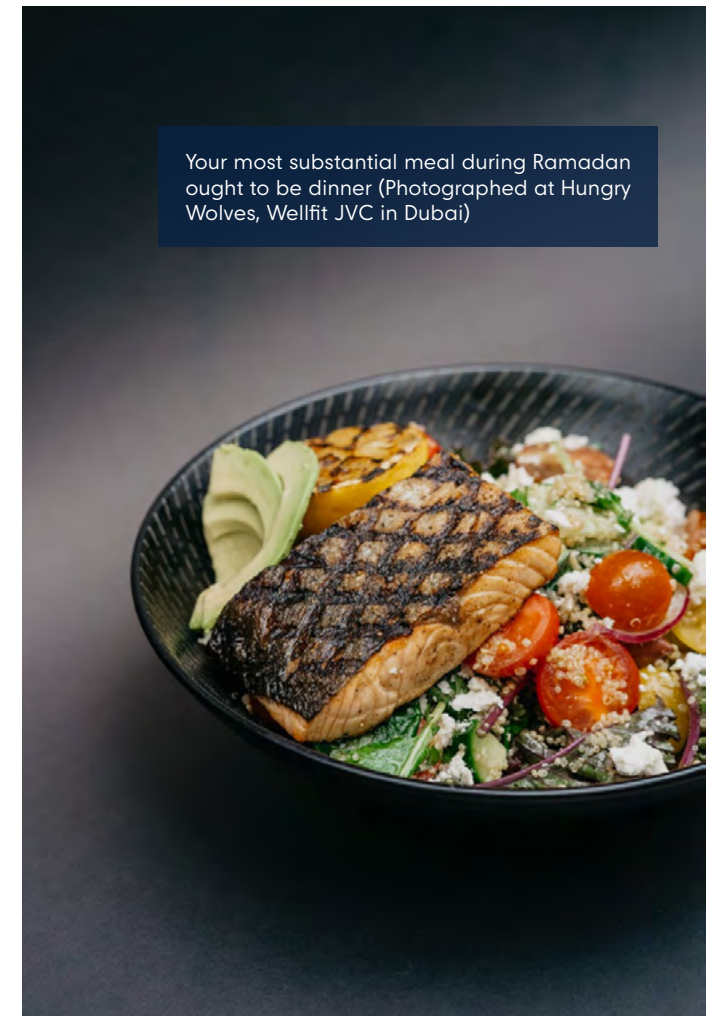 Your most substantial meal during Ramadan
ought to be dinner (Photographed at Hungry
Wolves, Wellfit JVC in Dubai)